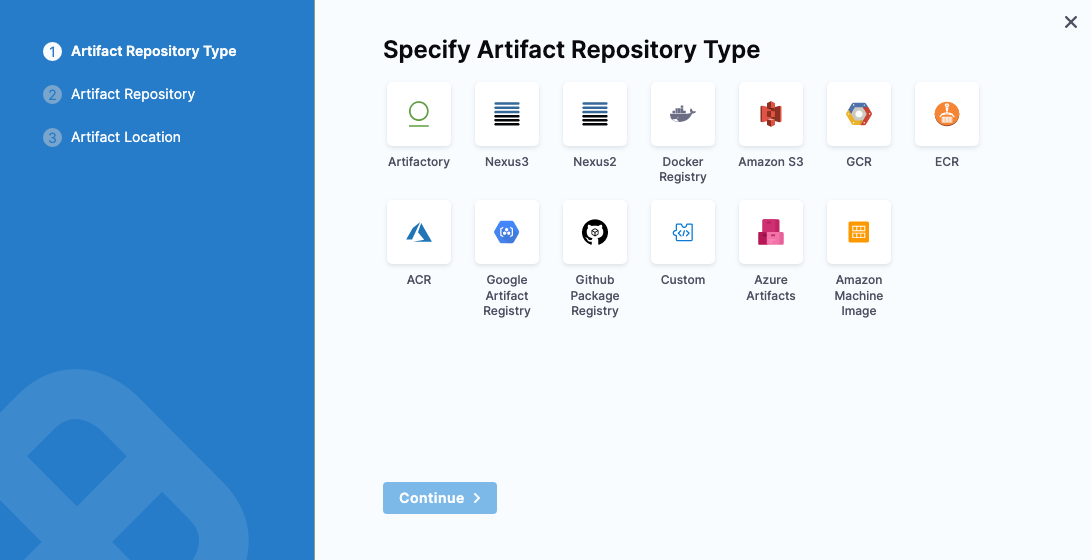 1 Artifact Repository Type
2 Artifact Repository
3 Artifact Location
Specify Artifact Repository Type
Artifactory
Nexus3
Nexus2
Docker
Registry
Amazon S3
GCR
ECR
ACR
Google
Artifact
Registry
Github
Package
Registry
Custom
Azure
Artifacts
Amazon
Machine
Image
Continue